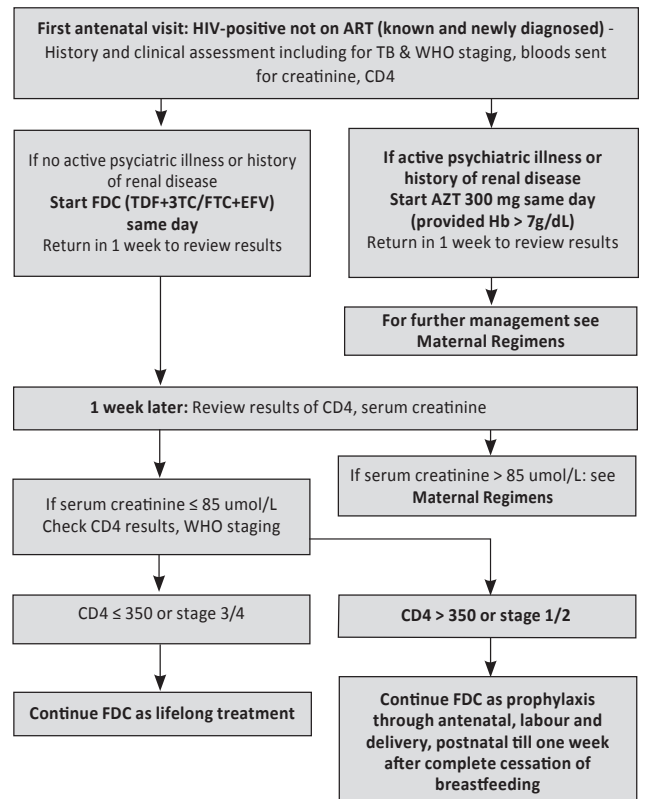 First antenatal visit: HIV-positive not on ART (known and newly diagnosed) -
History and clinical assessment including for TB & WHO staging, bloods sent
for creatinine, CD4
If no active psychiatric illness or history
of renal disease
Start FDC (TDF+3TC/FTC+EFV)
same day
Return in 1 week to review results
If active psychiatric illness or
history of renal disease
Start AZT 300 mg same day
(provided Hb > 7g/dL)
Return in 1 week to review results
For further management see
Maternal Regimens
1 week later: Review results of CD4, serum creatinine
If serum creatinine > 85 umol/L: see
Maternal Regimens
If serum creatinine ≤ 85 umol/L
Check CD4 results, WHO staging
CD4 ≤ 350 or stage 3/4
CD4 > 350 or stage 1/2
Continue FDC as lifelong treatment
Continue FDC as prophylaxis
through antenatal, labour and
delivery, postnatal till one week
after complete cessation of
breastfeeding